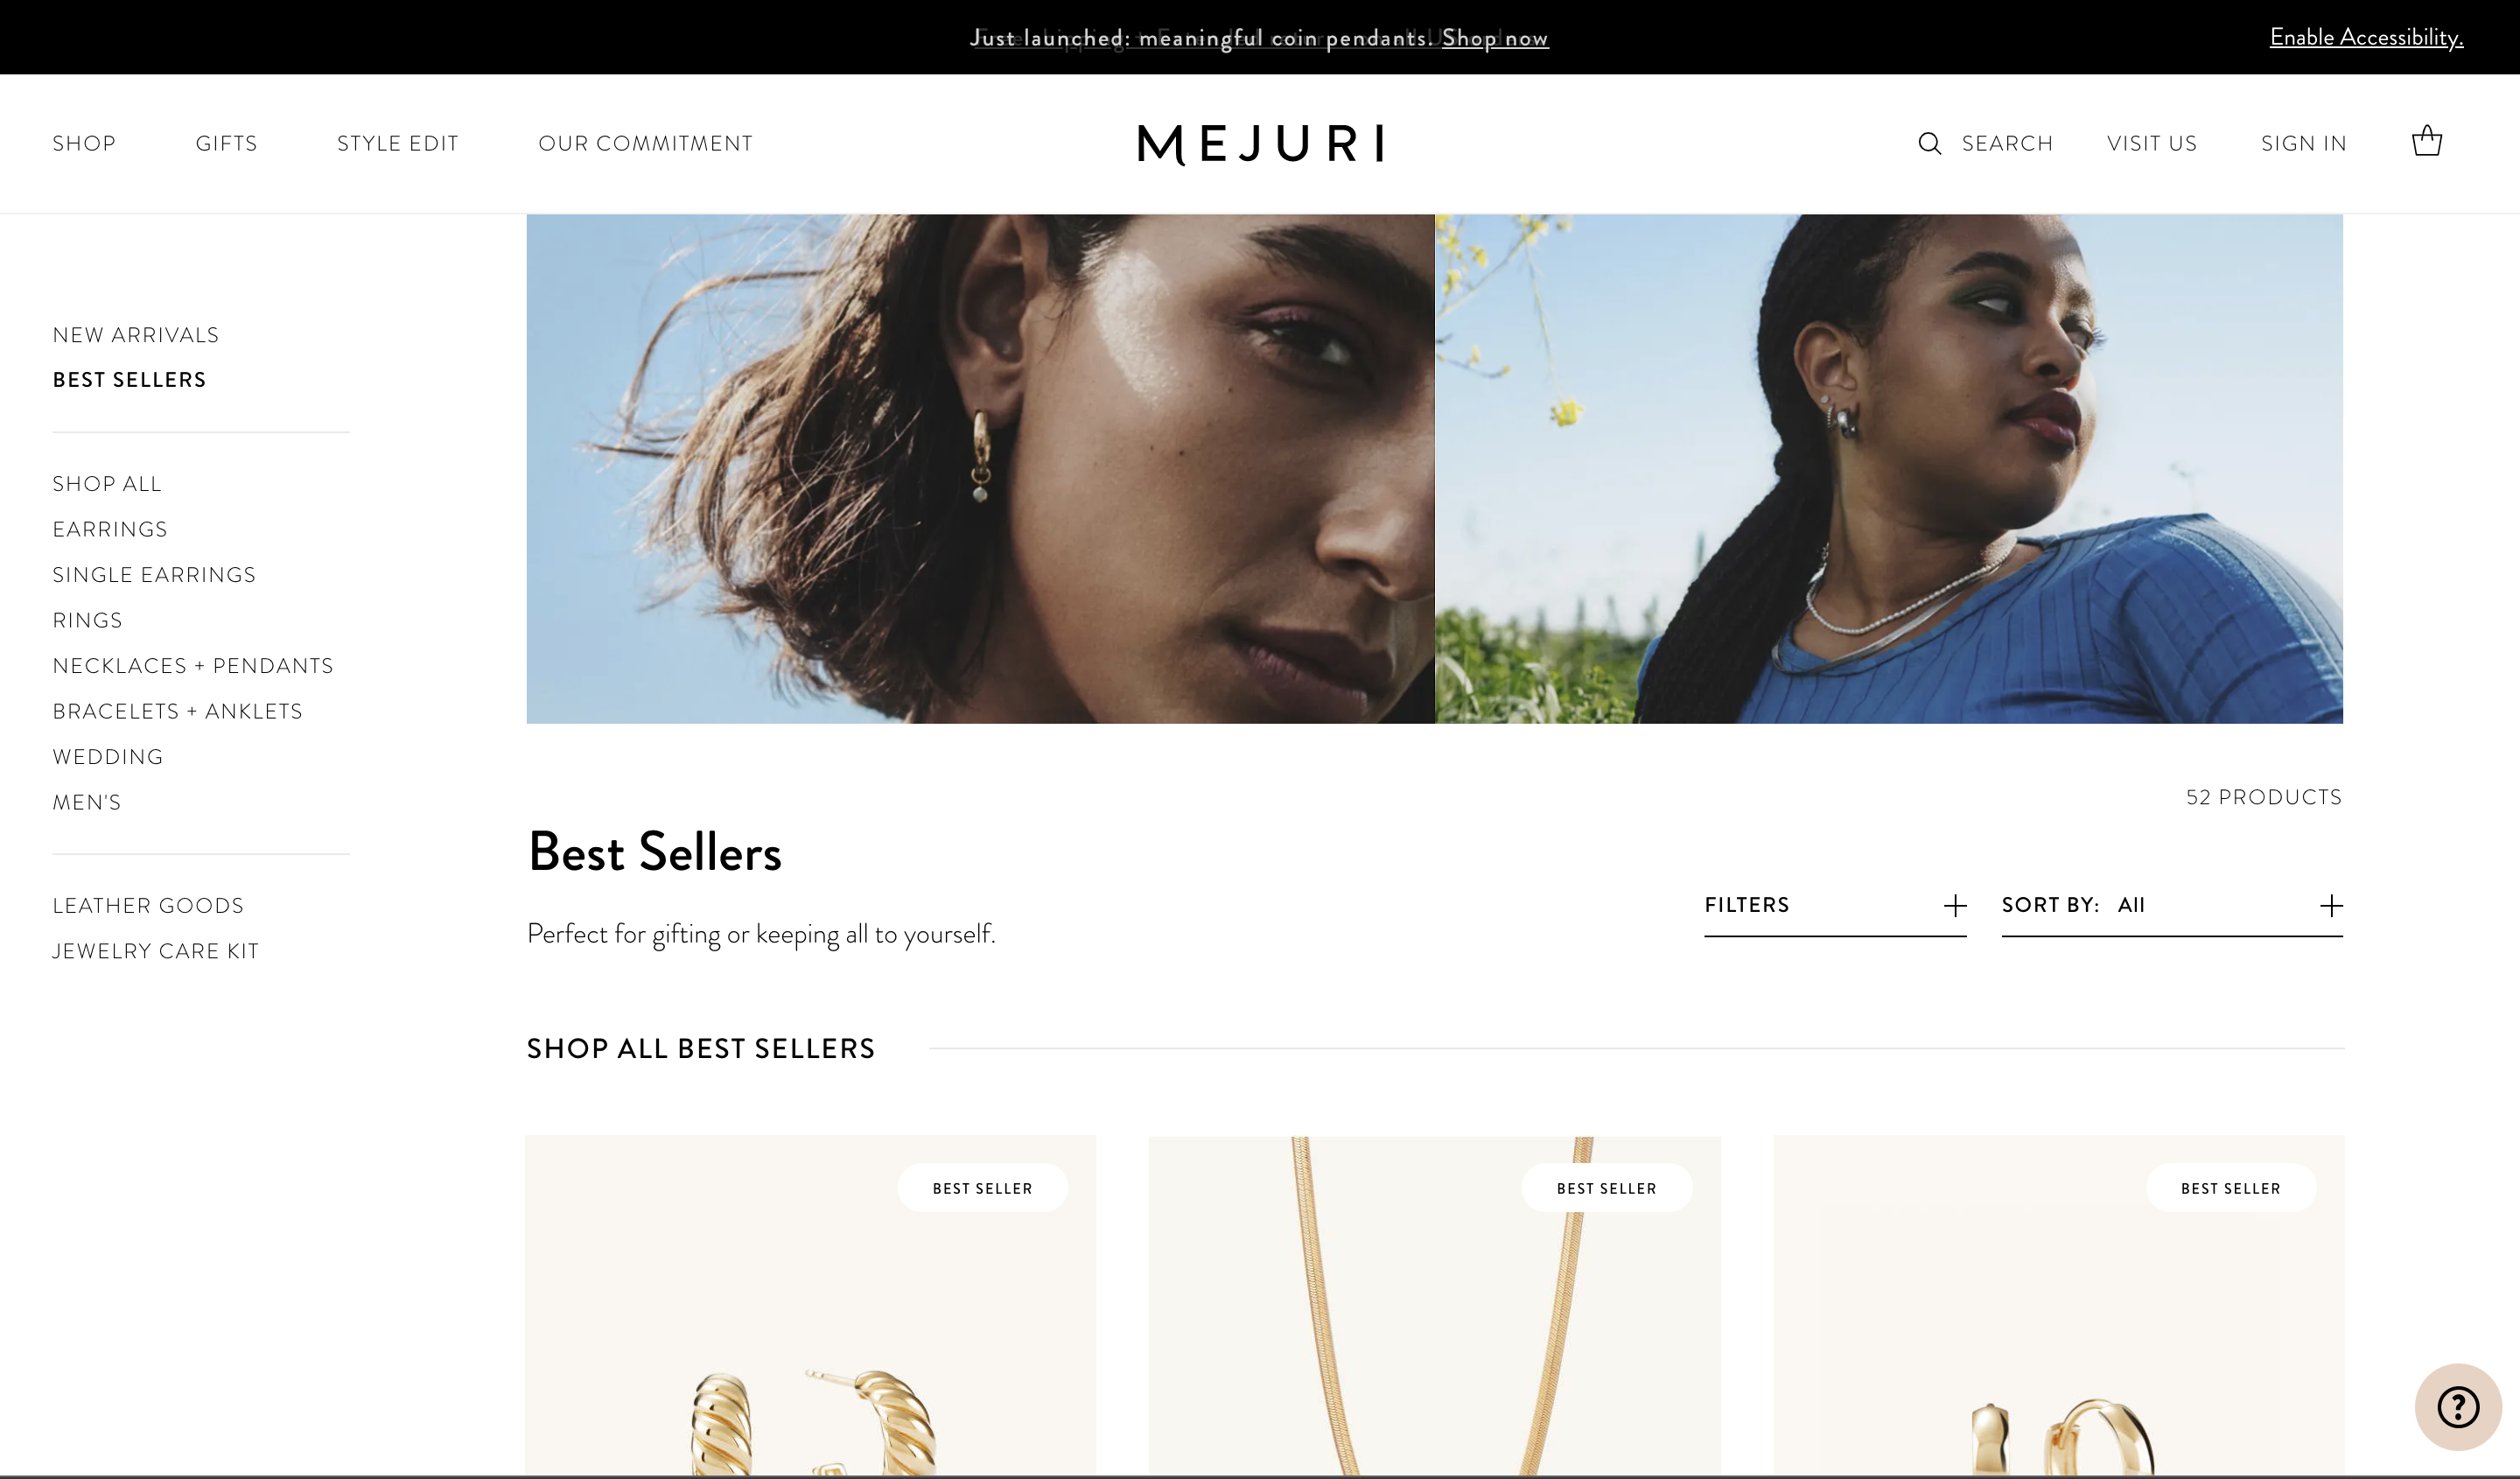 Just launched: meaningful coin pendants. Shop now
Enable Accessibility.
SHOP
GIFTS
STYLE EDIT
OUR COMMITMENT
MEJURI
SEARCH
VISIT US
SIGN IN
NEW ARRIVALS
BEST SELLERS
SHOP ALL
EARRINGS
SINGLE EARRINGS
RINGS
NECKLACES + PENDANTS
BRACELETS + ANKLETS
WEDDING
MEN'S
LEATHER GOODS
JEWELRY CARE KIT
52 PRODUCTS
Best Sellers
Perfect for gifting or keeping all to yourself.
FILTERS
SORT BY: All
SHOP ALL BEST SELLERS
BEST SELLER
BEST SELLER
BEST SELLER